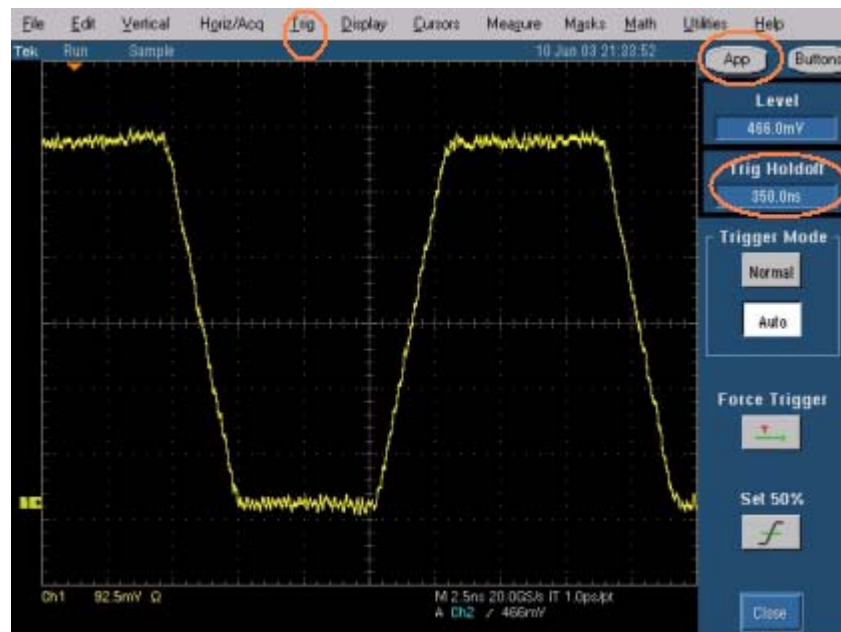 File Edit Vertical Horiz/Acq Trig Display Cursors Measure Masks Math Utilities Help
Tek Run Sample 10 Jun 03 21:33:52
App Buttons
Level
466.0mV
Trig Holdoff
350.0ns
Trigger Mode
Normal
Auto
Force Trigger
Set 50%
Ch1 92.5mV Ω M 2.5ns 20.0GS/s IT 1.0ps/pt
A Ch2 ∕ 466mV
Close